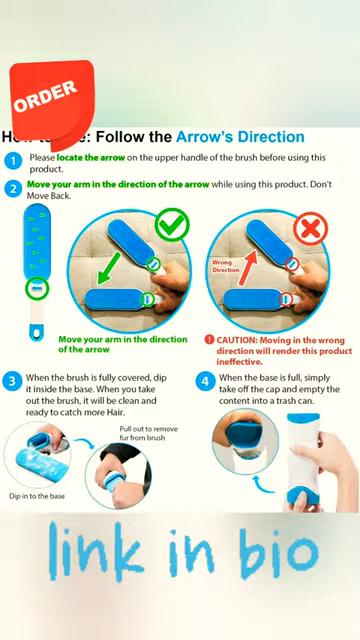 ORDER
How to Use: Follow the Arrow's Direction
1 Please locate the arrow on the upper handle of the brush before using this
product.
2 Move your arm in the direction of the arrow while using this product. Don't
Move Back.
Wrong
Direction
Move your arm in the direction
of the arrow
! CAUTION: Moving in the wrong
direction will render this product
ineffective.
3 When the brush is fully covered, dip
it inside the base. When you take
out the brush, it will be clean and
ready to catch more Hair.
Pull out to remove
fur from brush
Dip in to the base
4 When the base is full, simply
take off the cap and empty the
content into a trash can.
link in bio